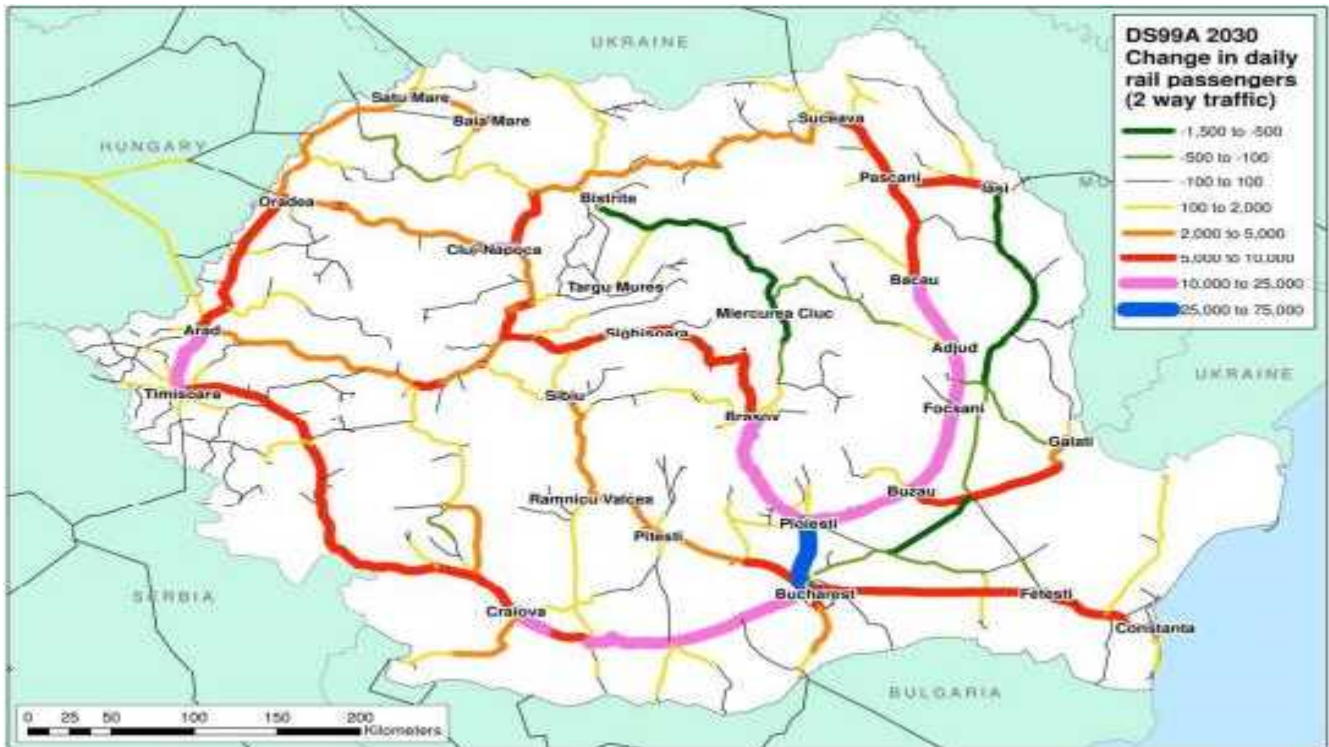 UKRAINE
DS99A 2030
Change in daily
rail passengers
(2 way traffic)
-1,500 to -500
-500 to -100
-100 to 100
100 to 2,000
2,000 to 5,000
5,000 to 10,000
10,000 to 25,000
25,000 to 75,000
Satu Mare
Baia Mare
Suceava
HUNGARY
Pascani
Iasi
MO
Oradea
Bistrite
Cluj-Napoca
Bacau
Targu Mures
Miercurea Ciuc
Arad
Sighisoara
Adjud
UKRAINE
Timisoara
Sibiu
Brasov
Focsani
Galati
Ramnicu Valcea
Buzau
Ploiesti
Pitesti
SERBIA
Bucharest
Fetesti
Craiova
Constanta
BULGARIA
0 25 50 100 150 200
Kilometers